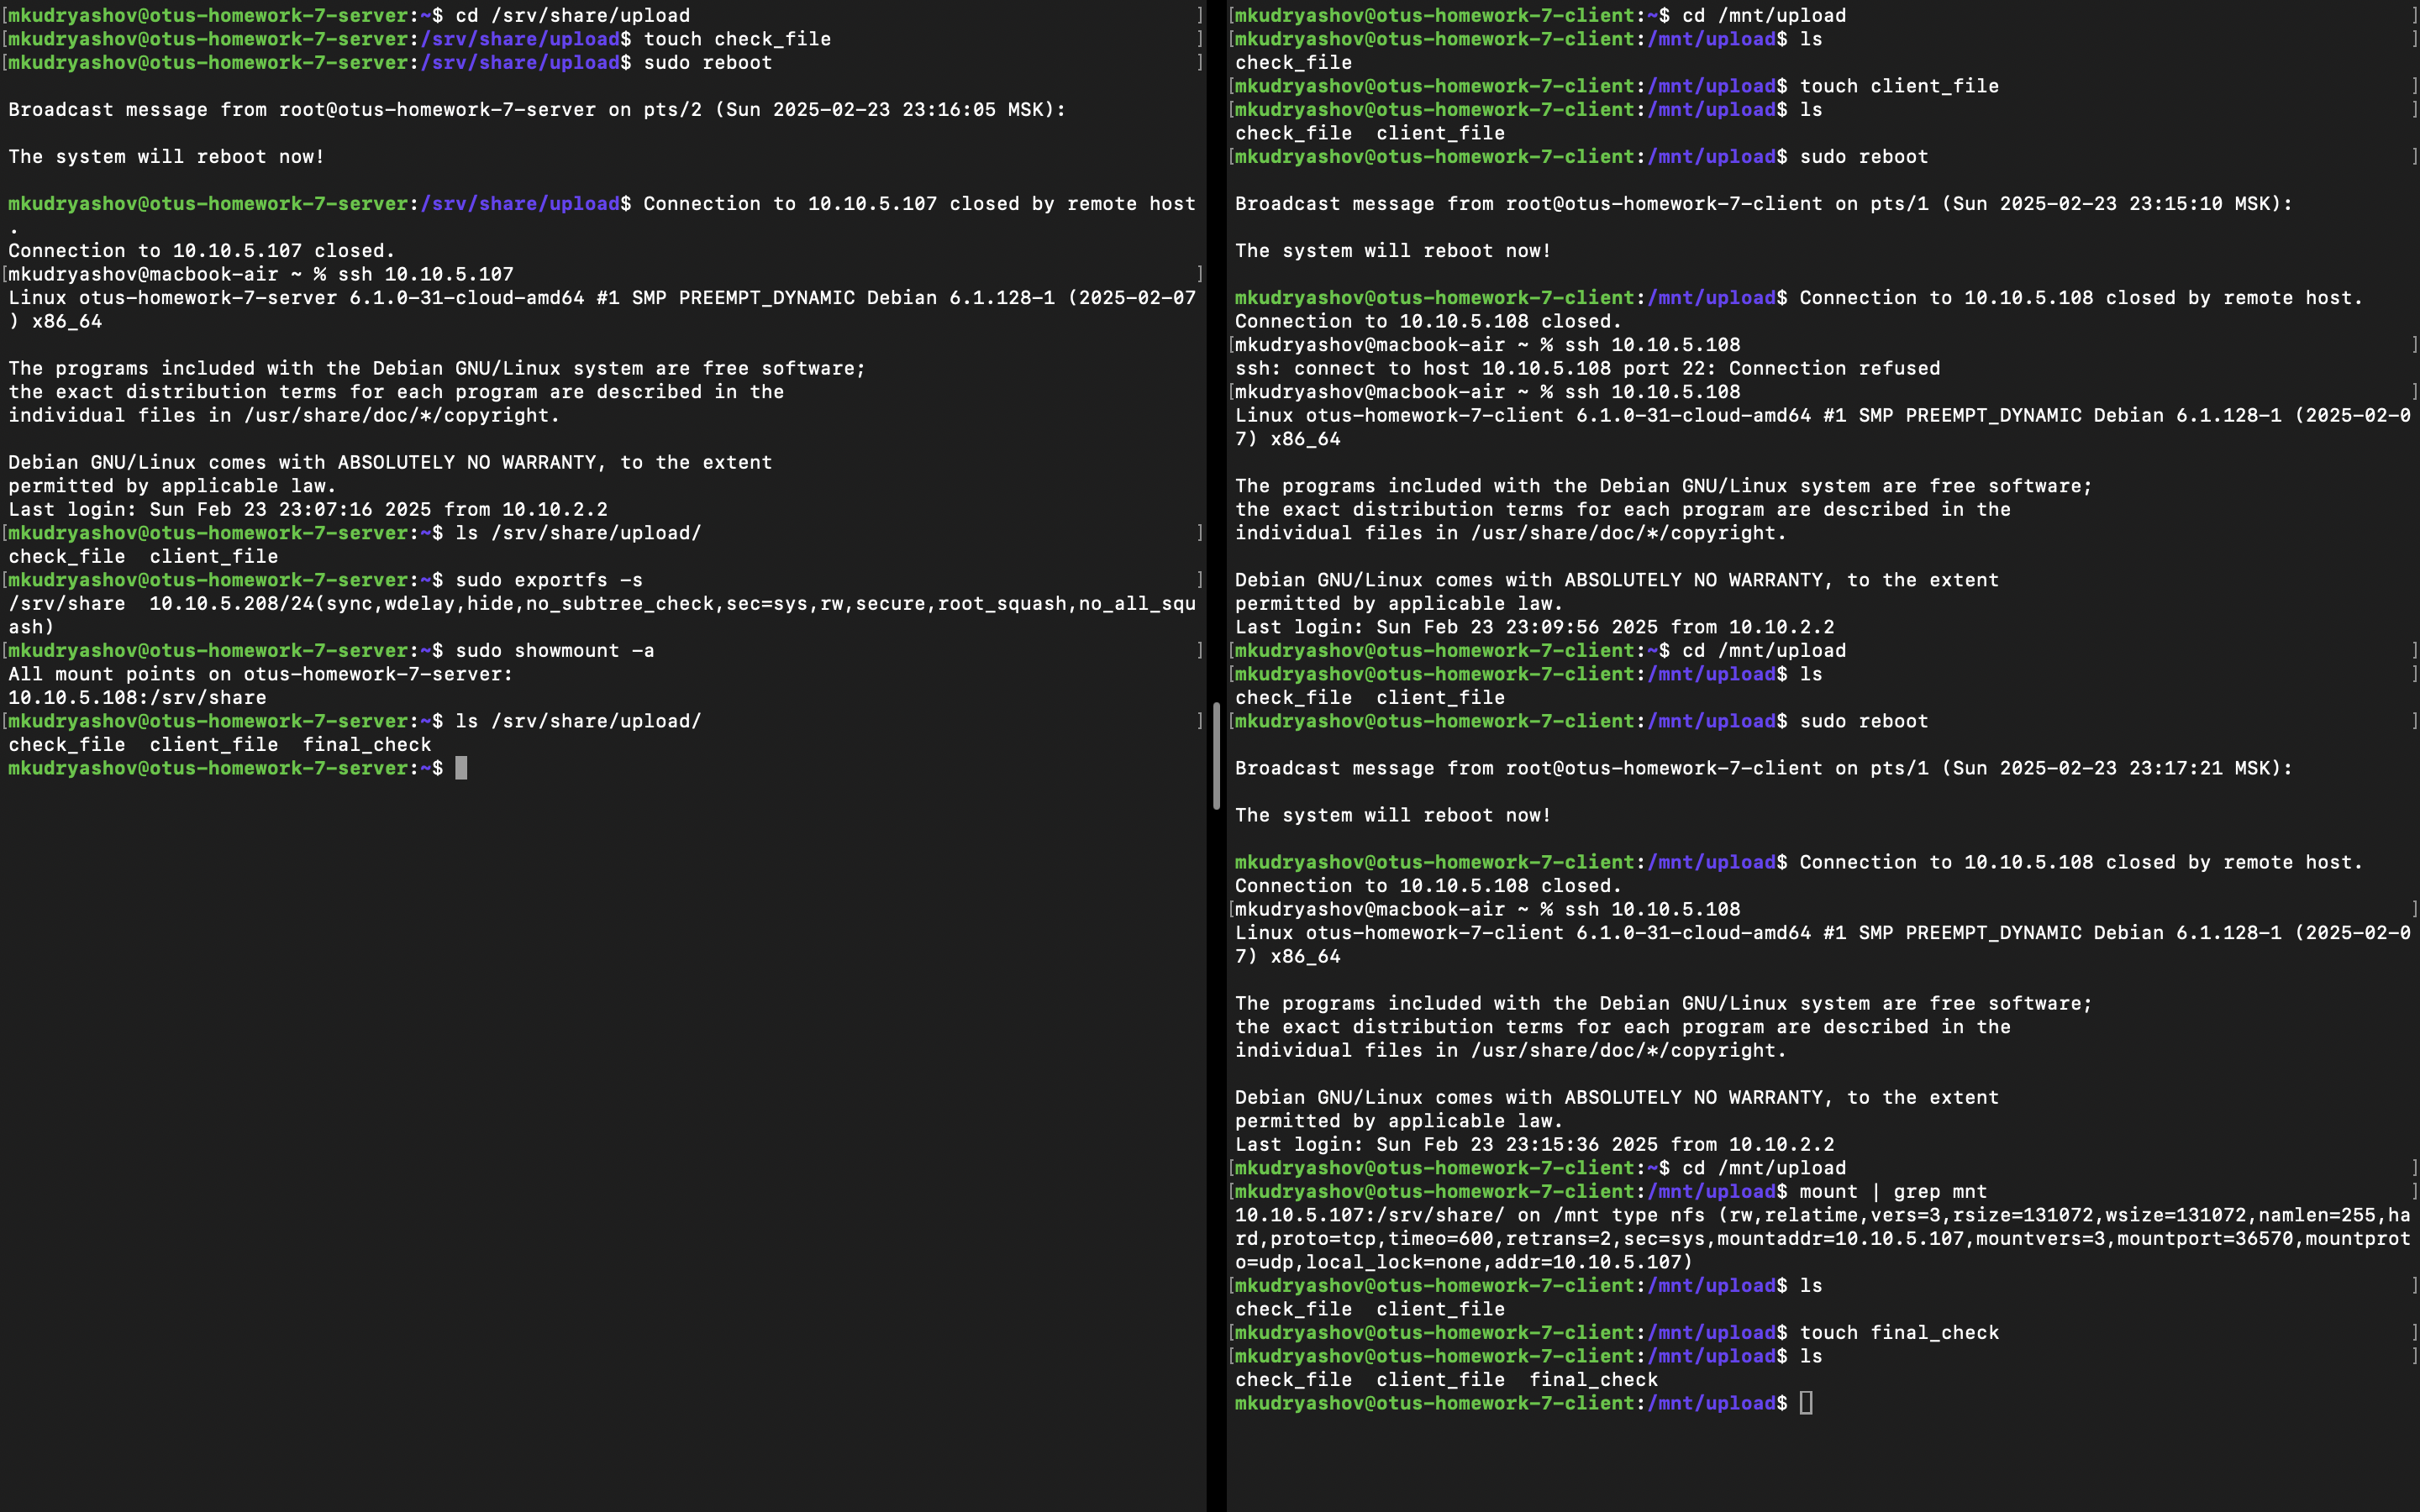 [mkudryashov@otus-homework-7-server:~$ cd /srv/share/upload]
[mkudryashov@otus-homework-7-server:/srv/share/upload$ touch check_file]
[mkudryashov@otus-homework-7-server:/srv/share/upload$ sudo reboot]
Broadcast message from root@otus-homework-7-server on pts/2 (Sun 2025-02-23 23:16:05 MSK):
The system will reboot now!
mkudryashov@otus-homework-7-server:/srv/share/upload$ Connection to 10.10.5.107 closed by remote host
.
Connection to 10.10.5.107 closed.
[mkudryashov@macbook-air ~ % ssh 10.10.5.107]
Linux otus-homework-7-server 6.1.0-31-cloud-amd64 #1 SMP PREEMPT_DYNAMIC Debian 6.1.128-1 (2025-02-07
) x86_64
The programs included with the Debian GNU/Linux system are free software;
the exact distribution terms for each program are described in the
individual files in /usr/share/doc/*/copyright.
Debian GNU/Linux comes with ABSOLUTELY NO WARRANTY, to the extent
permitted by applicable law.
Last login: Sun Feb 23 23:07:16 2025 from 10.10.2.2
[mkudryashov@otus-homework-7-server:~$ ls /srv/share/upload/]
check_file  client_file
[mkudryashov@otus-homework-7-server:~$ sudo exportfs -s]
/srv/share  10.10.5.208/24(sync,wdelay,hide,no_subtree_check,sec=sys,rw,secure,root_squash,no_all_squ
ash)
[mkudryashov@otus-homework-7-server:~$ sudo showmount -a]
All mount points on otus-homework-7-server:
10.10.5.108:/srv/share
[mkudryashov@otus-homework-7-server:~$ ls /srv/share/upload/]
check_file  client_file  final_check
mkudryashov@otus-homework-7-server:~$
[mkudryashov@otus-homework-7-client:~$ cd /mnt/upload]
[mkudryashov@otus-homework-7-client:/mnt/upload$ ls]
check_file
[mkudryashov@otus-homework-7-client:/mnt/upload$ touch client_file]
[mkudryashov@otus-homework-7-client:/mnt/upload$ ls]
check_file  client_file
[mkudryashov@otus-homework-7-client:/mnt/upload$ sudo reboot]
Broadcast message from root@otus-homework-7-client on pts/1 (Sun 2025-02-23 23:15:10 MSK):
The system will reboot now!
mkudryashov@otus-homework-7-client:/mnt/upload$ Connection to 10.10.5.108 closed by remote host.
Connection to 10.10.5.108 closed.
[mkudryashov@macbook-air ~ % ssh 10.10.5.108]
ssh: connect to host 10.10.5.108 port 22: Connection refused
[mkudryashov@macbook-air ~ % ssh 10.10.5.108]
Linux otus-homework-7-client 6.1.0-31-cloud-amd64 #1 SMP PREEMPT_DYNAMIC Debian 6.1.128-1 (2025-02-0
7) x86_64
The programs included with the Debian GNU/Linux system are free software;
the exact distribution terms for each program are described in the
individual files in /usr/share/doc/*/copyright.
Debian GNU/Linux comes with ABSOLUTELY NO WARRANTY, to the extent
permitted by applicable law.
Last login: Sun Feb 23 23:09:56 2025 from 10.10.2.2
[mkudryashov@otus-homework-7-client:~$ cd /mnt/upload]
[mkudryashov@otus-homework-7-client:/mnt/upload$ ls]
check_file  client_file
[mkudryashov@otus-homework-7-client:/mnt/upload$ sudo reboot]
Broadcast message from root@otus-homework-7-client on pts/1 (Sun 2025-02-23 23:17:21 MSK):
The system will reboot now!
mkudryashov@otus-homework-7-client:/mnt/upload$ Connection to 10.10.5.108 closed by remote host.
Connection to 10.10.5.108 closed.
[mkudryashov@macbook-air ~ % ssh 10.10.5.108]
Linux otus-homework-7-client 6.1.0-31-cloud-amd64 #1 SMP PREEMPT_DYNAMIC Debian 6.1.128-1 (2025-02-0
7) x86_64
The programs included with the Debian GNU/Linux system are free software;
the exact distribution terms for each program are described in the
individual files in /usr/share/doc/*/copyright.
Debian GNU/Linux comes with ABSOLUTELY NO WARRANTY, to the extent
permitted by applicable law.
Last login: Sun Feb 23 23:15:36 2025 from 10.10.2.2
[mkudryashov@otus-homework-7-client:~$ cd /mnt/upload]
[mkudryashov@otus-homework-7-client:/mnt/upload$ mount | grep mnt]
10.10.5.107:/srv/share/ on /mnt type nfs (rw,relatime,vers=3,rsize=131072,wsize=131072,namlen=255,ha
rd,proto=tcp,timeo=600,retrans=2,sec=sys,mountaddr=10.10.5.107,mountvers=3,mountport=36570,mountprot
o=udp,local_lock=none,addr=10.10.5.107)
[mkudryashov@otus-homework-7-client:/mnt/upload$ ls]
check_file  client_file
[mkudryashov@otus-homework-7-client:/mnt/upload$ touch final_check]
[mkudryashov@otus-homework-7-client:/mnt/upload$ ls]
check_file  client_file  final_check
mkudryashov@otus-homework-7-client:/mnt/upload$